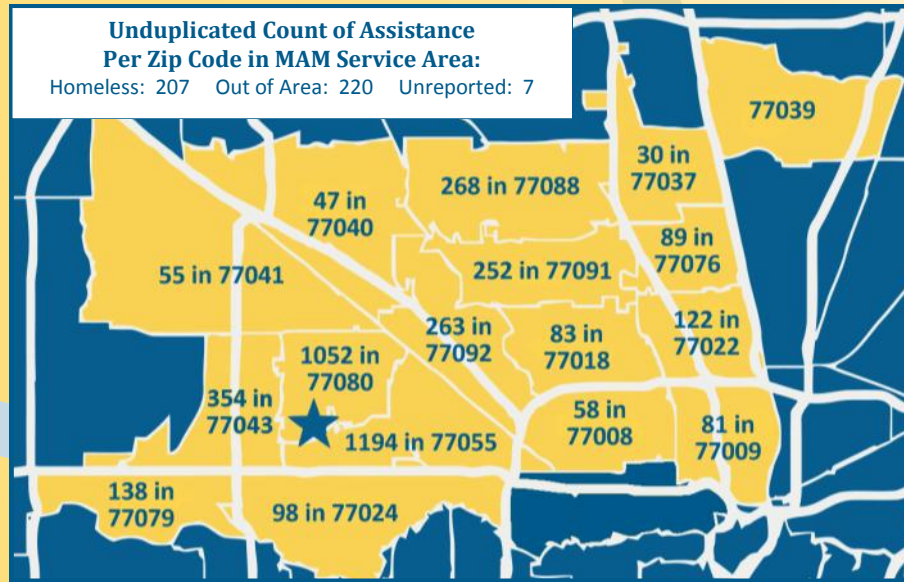 Unduplicated Count of Assistance
Per Zip Code in MAM Service Area:
Homeless: 207 Out of Area: 220 Unreported: 7
77039
30 in
77037
268 in 77088
47 in
77040
89 in
77076
252 in 77091
55 in 77041
263 in
77092
83 in
77018
122 in
77022
1052 in
77080
354 in
77043
58 in
77008
81 in
77009
1194 in 77055
138 in
77079
98 in 77024